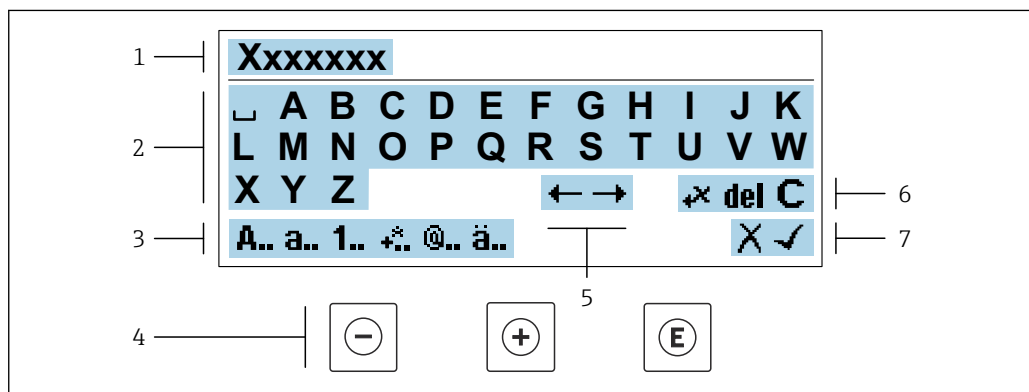 1 Xxxxxxx
␣ A B C D E F G H I J K
2 L M N O P Q R S T U V W
X Y Z ← → +x del C 6
3 A.. a.. 1.. +*.. @.. ä.. X ✓ 7
5
4 − + E